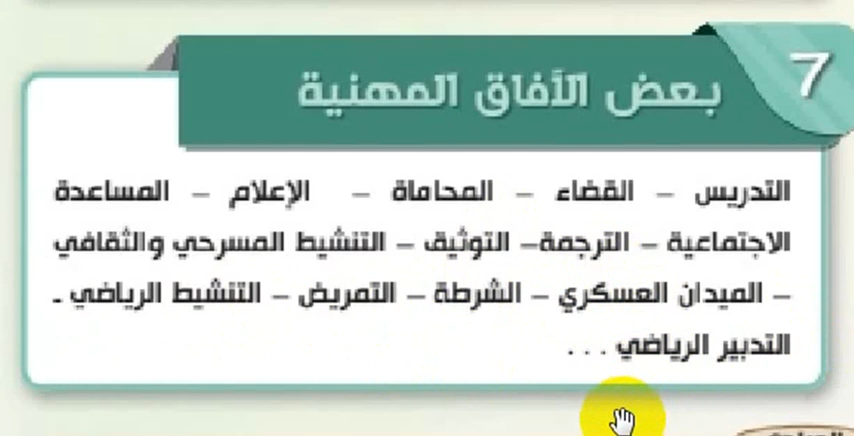 7
بعض الآفاق المهنية
التدريس – القضاء – المحاماة – الإعلام – المساعدة
الاجتماعية – الترجمة– التوثيق – التنشيط المسرحي والثقافي
– الميدان العسكري – الشرطة – التمريض – التنشيط الرياضي -
التدبير الرياضي . . .